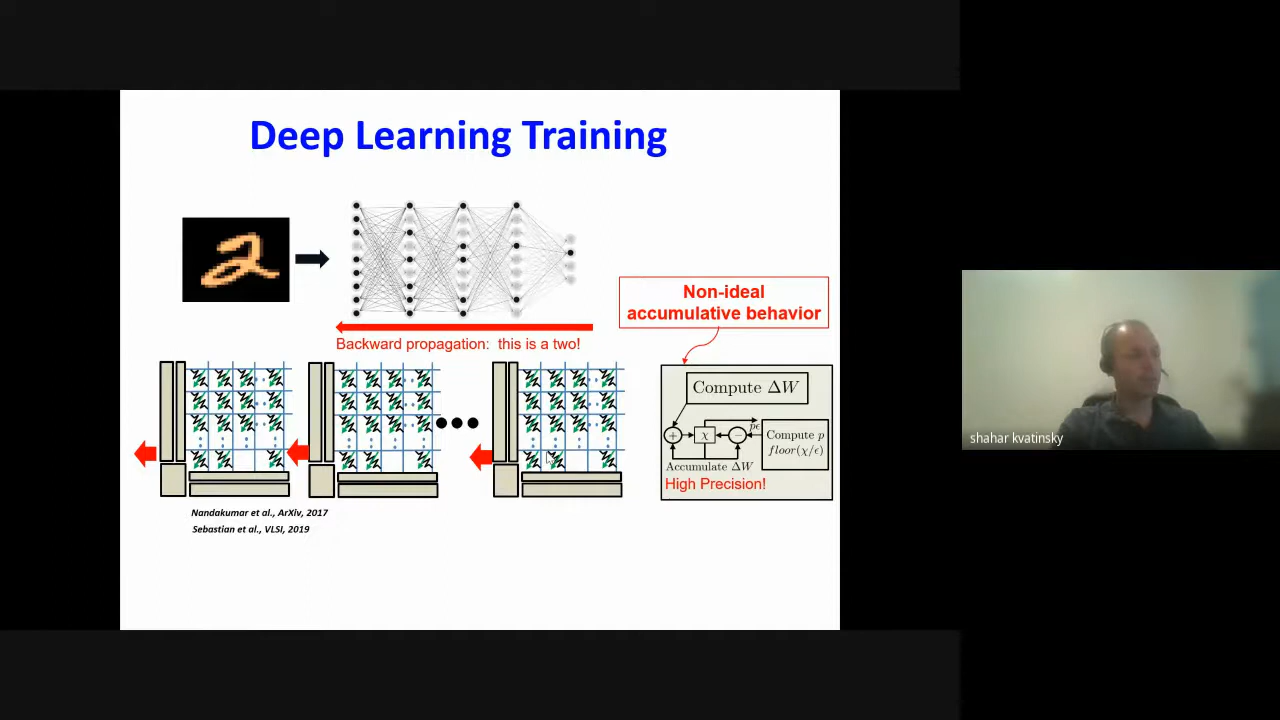 Deep Learning Training
Non-ideal
accumulative behavior
Backward propagation: this is a two!
Compute ΔW
+
χ
−
pϵ
Compute p
floor(χ/ϵ)
Accumulate ΔW
High Precision!
Nandakumar et al., ArXiv, 2017
Sebastian et al., VLSI, 2019
shahar kvatinsky